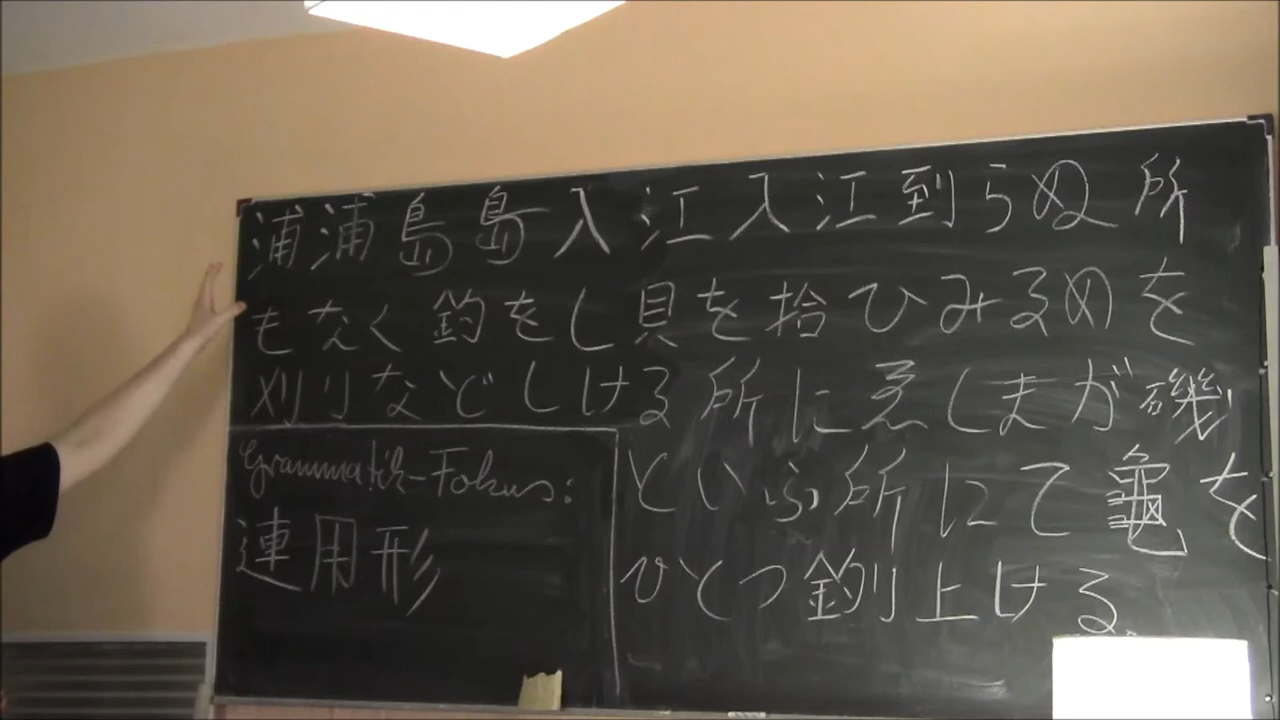 浦浦島島入江入江到らぬ所
もなく釣をし貝を拾ひみるめを
刈りなどしける所にゑしまが磯
といふ所にて亀を
ひとつ釣り上ける
Grammatik-Fokus:
連用形